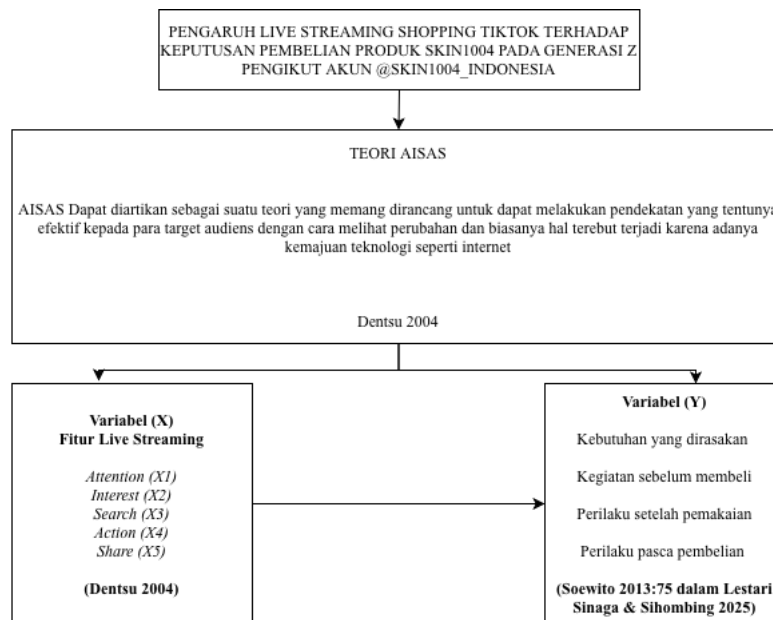 PENGARUH LIVE STREAMING SHOPPING TIKTOK TERHADAP
KEPUTUSAN PEMBELIAN PRODUK SKIN1004 PADA GENERASI Z
PENGIKUT AKUN @SKIN1004_INDONESIA
TEORI AISAS
AISAS Dapat diartikan sebagai suatu teori yang memang dirancang untuk dapat melakukan pendekatan yang tentunya
efektif kepada para target audiens dengan cara melihat perubahan dan biasanya hal terebut terjadi karena adanya
kemajuan teknologi seperti internet
Dentsu 2004
Variabel (X)
Fitur Live Streaming
Attention (X1)
Interest (X2)
Search (X3)
Action (X4)
Share (X5)
(Dentsu 2004)
Variabel (Y)
Kebutuhan yang dirasakan
Kegiatan sebelum membeli
Perilaku setelah pemakaian
Perilaku pasca pembelian
(Soewito 2013:75 dalam Lestari
Sinaga & Sihombing 2025)